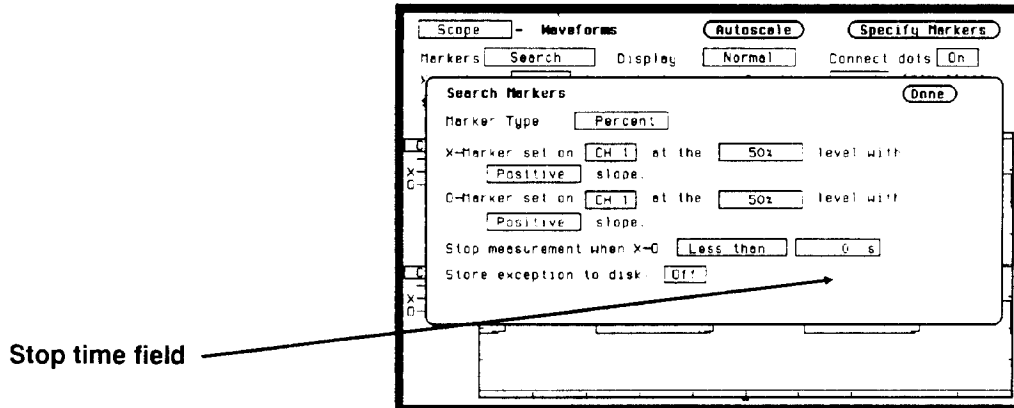 Scope - Waveforms Autoscale Specify Markers
Markers Search Display Normal Connect dots On
Search Markers Done
Marker Type Percent
X-Marker set on CH 1 at the 50% level with
Positive slope.
O-Marker set on CH 1 at the 50% level with
Positive slope.
Stop measurement when X-O Less than 0 s
Store exception to disk: Off
X-
O-
X-
O-
Stop time field